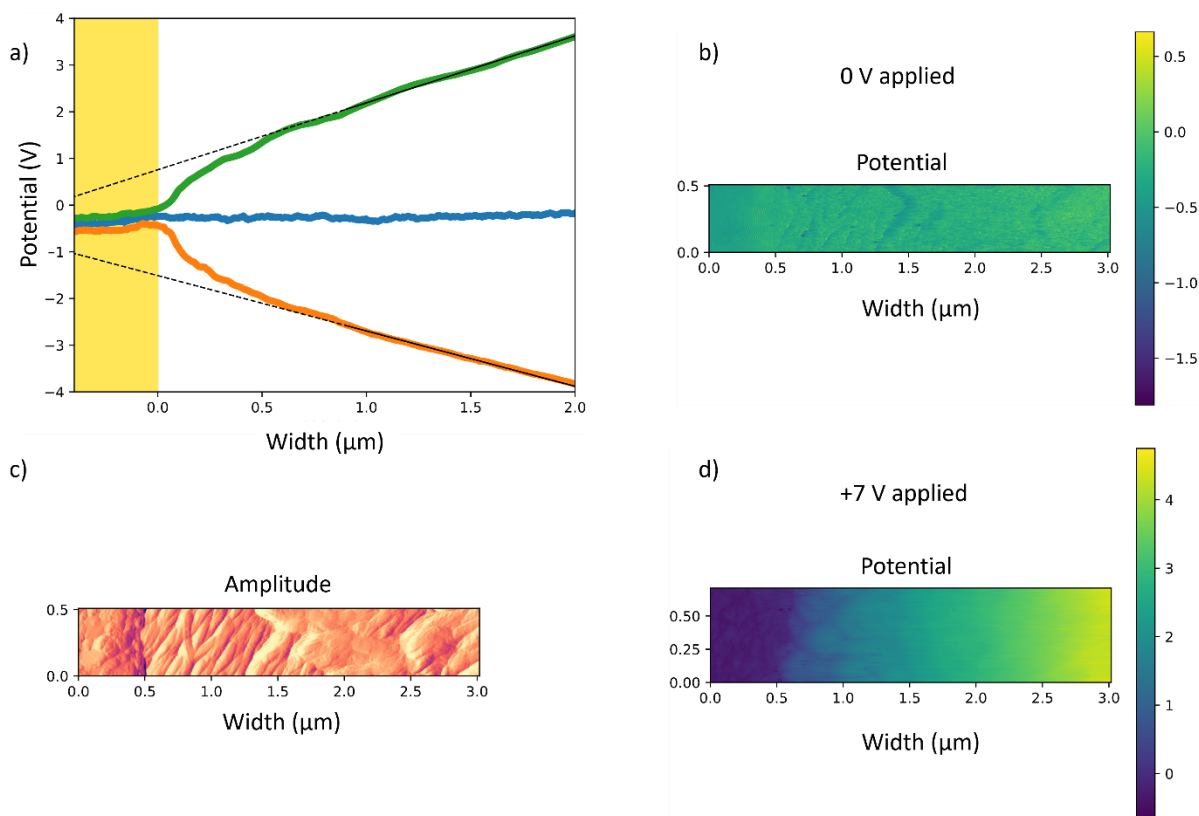 a)
4
3
2
1
0
−1
−2
−3
−4
Potential (V)
0.0 0.5 1.0 1.5 2.0
Width (µm)
b)
0 V applied
Potential
0.5
0.0
0.0 0.5 1.0 1.5 2.0 2.5 3.0
Width (µm)
0.5
0.0
−0.5
−1.0
−1.5
c)
Amplitude
0.5
0.0
0.0 0.5 1.0 1.5 2.0 2.5 3.0
Width (µm)
d)
+7 V applied
Potential
0.50
0.25
0.00
0.0 0.5 1.0 1.5 2.0 2.5 3.0
Width (µm)
4
3
2
1
0